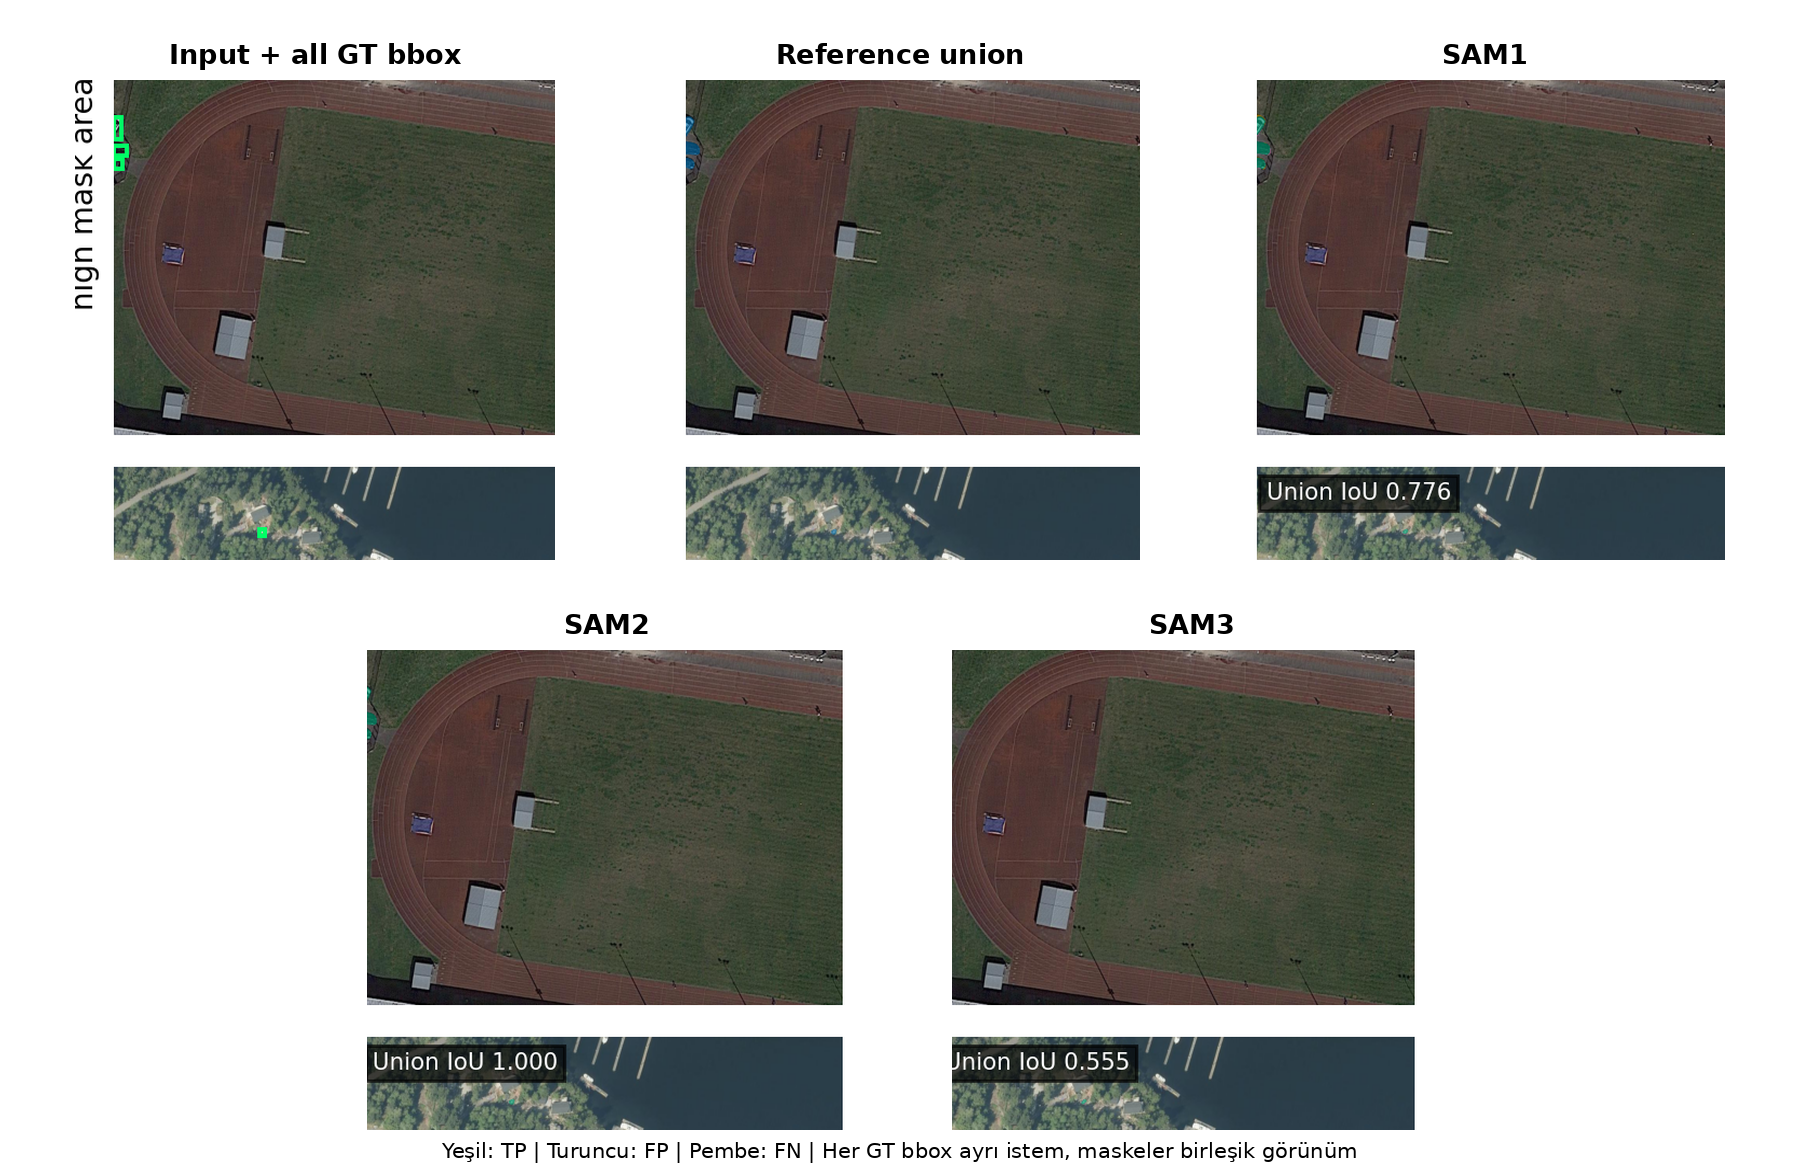 Input + all GT bbox
Reference union
SAM1
high mask area
Union IoU 0.776
SAM2
SAM3
Union IoU 1.000
Union IoU 0.555
Yeşil: TP | Turuncu: FP | Pembe: FN | Her GT bbox ayrı istem, maskeler birleşik görünüm